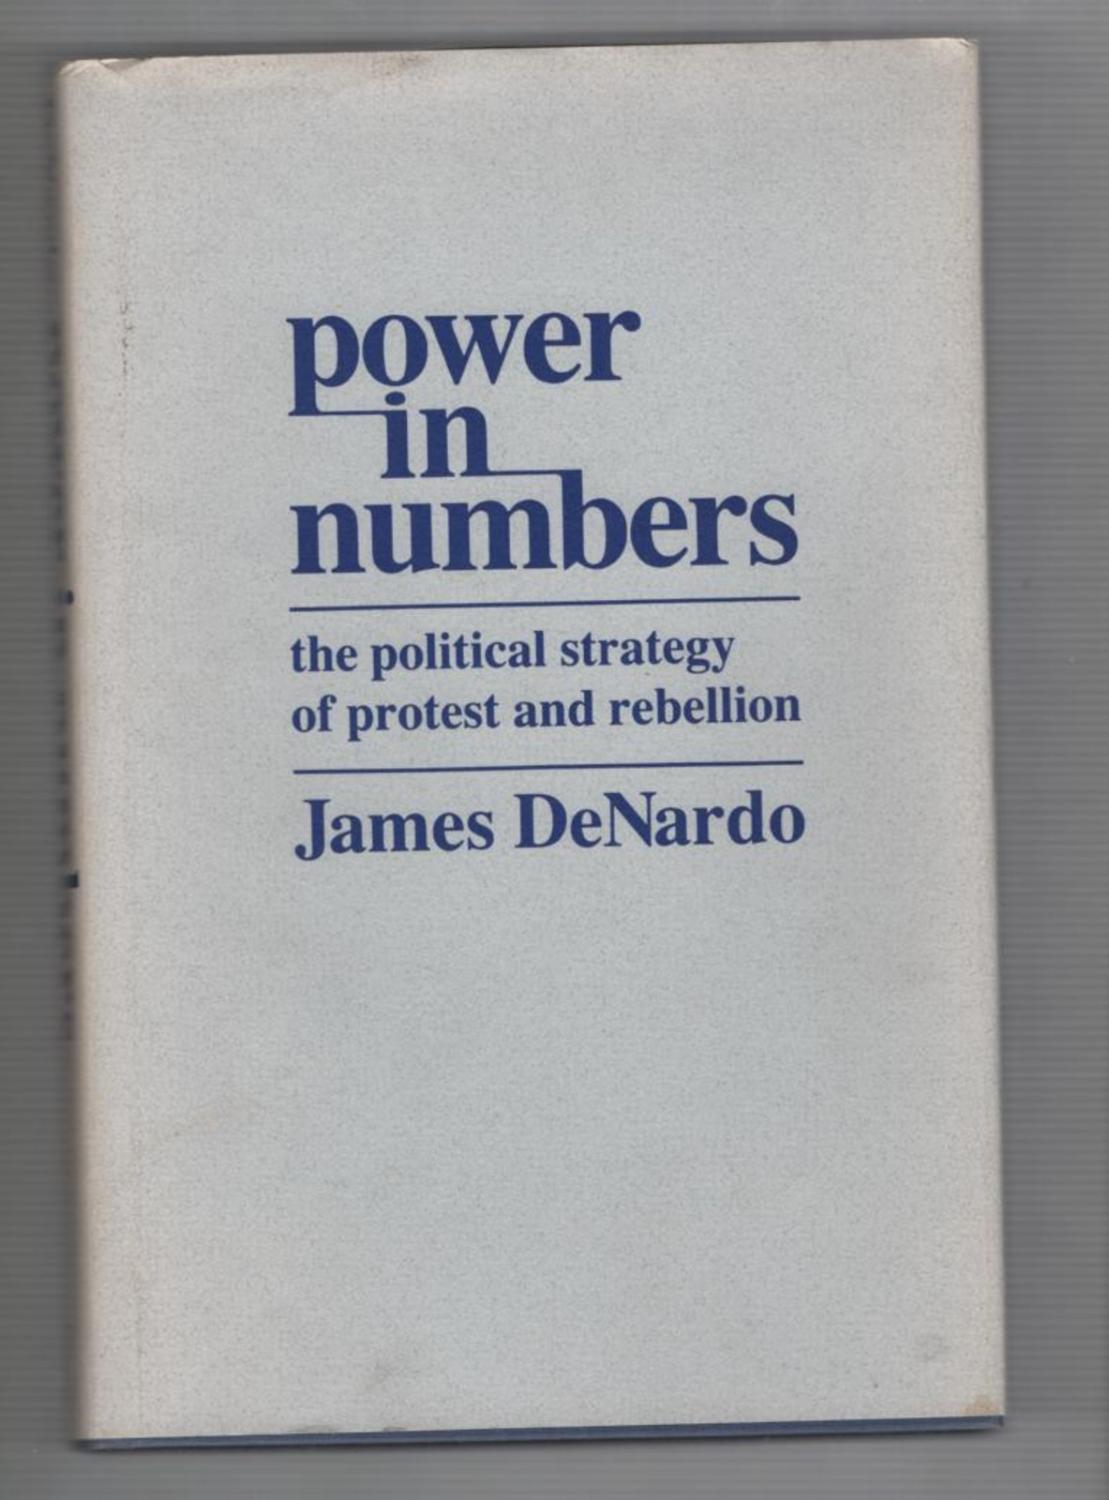 power
in
numbers
the political strategy
of protest and rebellion
James DeNardo